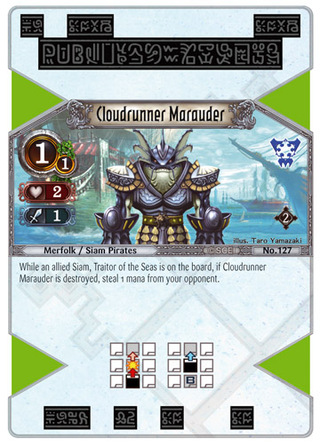 Cloudrunner Marauder
1
1
2
1
2
illus. Taro Yamazaki
Merfolk / Siam Pirates
SOE
No.127
While an allied Siam, Traitor of the Seas is on the board, if Cloudrunner
Marauder is destroyed, steal 1 mana from your opponent.